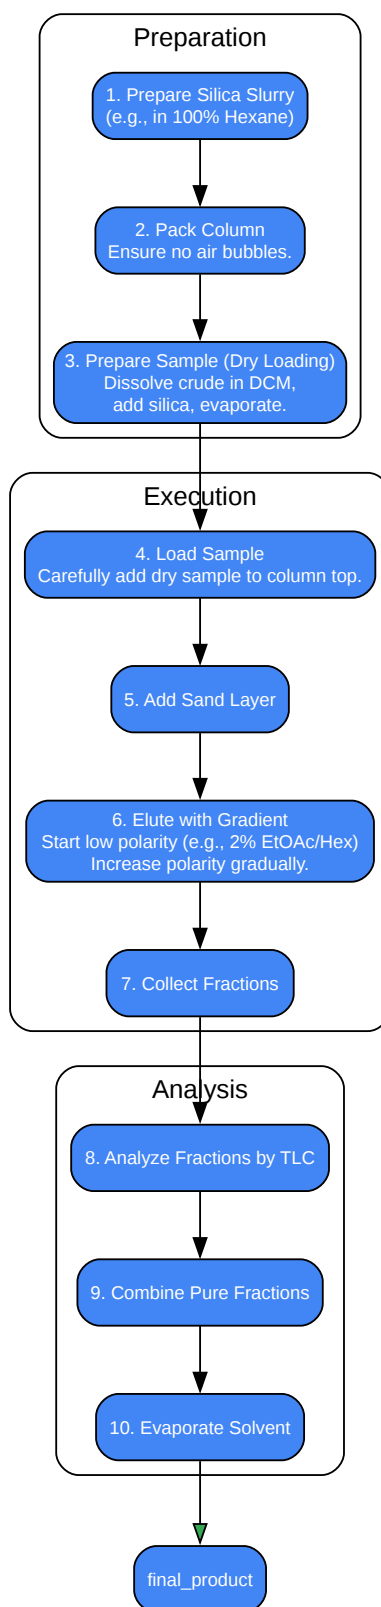 Preparation
1. Prepare Silica Slurry
(e.g., in 100% Hexane)
2. Pack Column
Ensure no air bubbles.
3. Prepare Sample (Dry Loading)
Dissolve crude in DCM,
add silica, evaporate.
Execution
4. Load Sample
Carefully add dry sample to column top.
5. Add Sand Layer
6. Elute with Gradient
Start low polarity (e.g., 2% EtOAc/Hex)
Increase polarity gradually.
7. Collect Fractions
Analysis
8. Analyze Fractions by TLC
9. Combine Pure Fractions
10. Evaporate Solvent
final_product